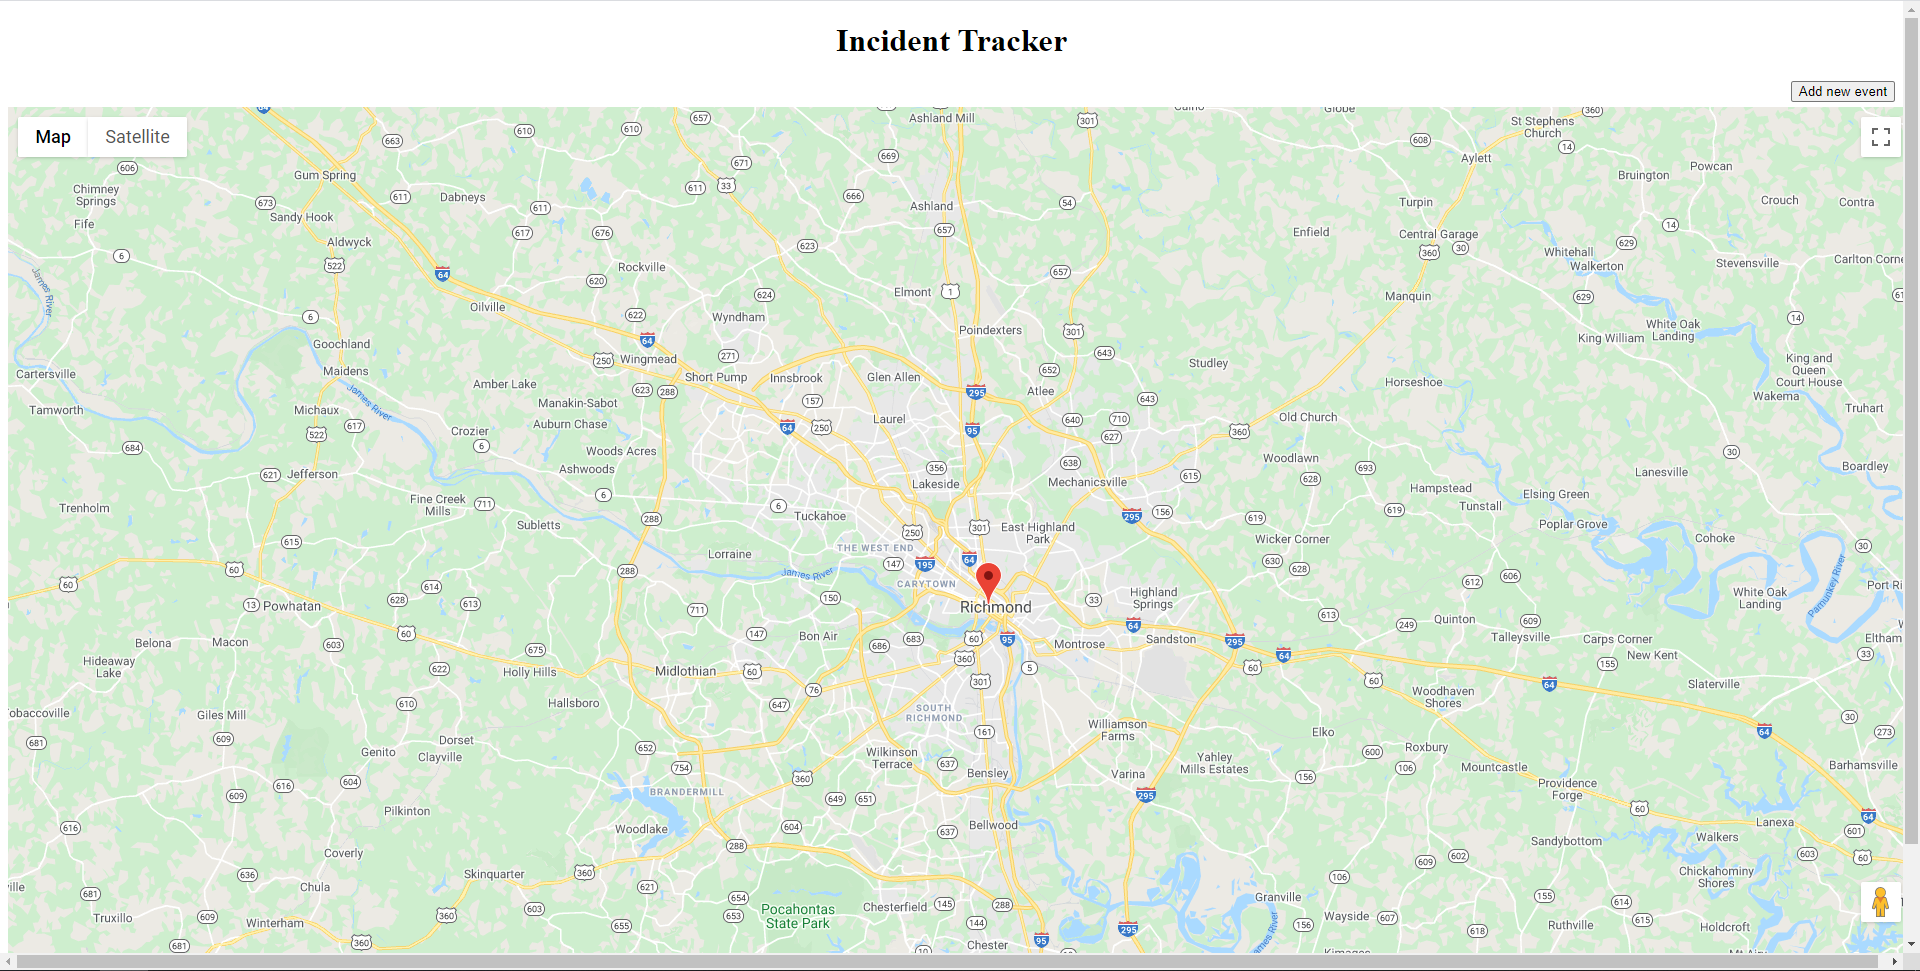 Incident Tracker
Add new event
Map
Satellite
Ashland Mill
St Stephens
Church
Aylett
Powcan
Bruington
Gum Spring
Chimney
Springs
Dabneys
Sandy Hook
Fife
Ashland
Turpin
Crouch
Contra
Aldwyck
Enfield
Central Garage
Whitehall
Walkerton
Stevensville
Rockville
Elmont
Manquin
Oilville
Wyndham
Poindexters
White Oak
Landing
King William
Goochland
Wingmead
Studley
King and
Queen
Court House
Maidens
Cartersville
James River
Amber Lake
Short Pump
Innsbrook
Glen Allen
Atlee
Horseshoe
Wakema
Tamworth
Michaux
James River
Manakin-Sabot
Auburn Chase
Laurel
Old Church
Truhart
Crozier
Woods Acres
Ashwoods
Woodlawn
Jefferson
Lakeside
Mechanicsville
Lanesville
Boardley
Hampstead
Elsing Green
Trenholm
Fine Creek
Mills
Tunstall
Subletts
Tuckahoe
East Highland
Park
Poplar Grove
Wicker Corner
Cohoke
THE WEST END
Lorraine
James River
CARYTOWN
Highland
Springs
White Oak
Landing
Pamunkey River
Powhatan
Richmond
Belona
Macon
Bon Air
Montrose
Sandston
Quinton
Talleysville
Carps Corner
New Kent
Hideaway
Lake
Holly Hills
Midlothian
Slaterville
Hallsboro
Woodhaven
Shores
Giles Mill
SOUTH
RICHMOND
Williamson
Farms
Elko
Genito
Dorset
Clayville
Wilkinson
Terrace
Roxbury
Yahley
Mill Estates
Bensley
Varina
Mountcastle
Barhamsville
Providence
Forge
BRANDERMILL
Pilkinton
Woodlake
Bellwood
Lanexa
Walkers
Sandybottom
Coverly
Skinquarter
Chula
Chickahominy
Shores
Granville
Pocahontas
State Park
Chesterfield
Truxillo
Winterham
Wayside
Ruthville
Holdcroft
Chester